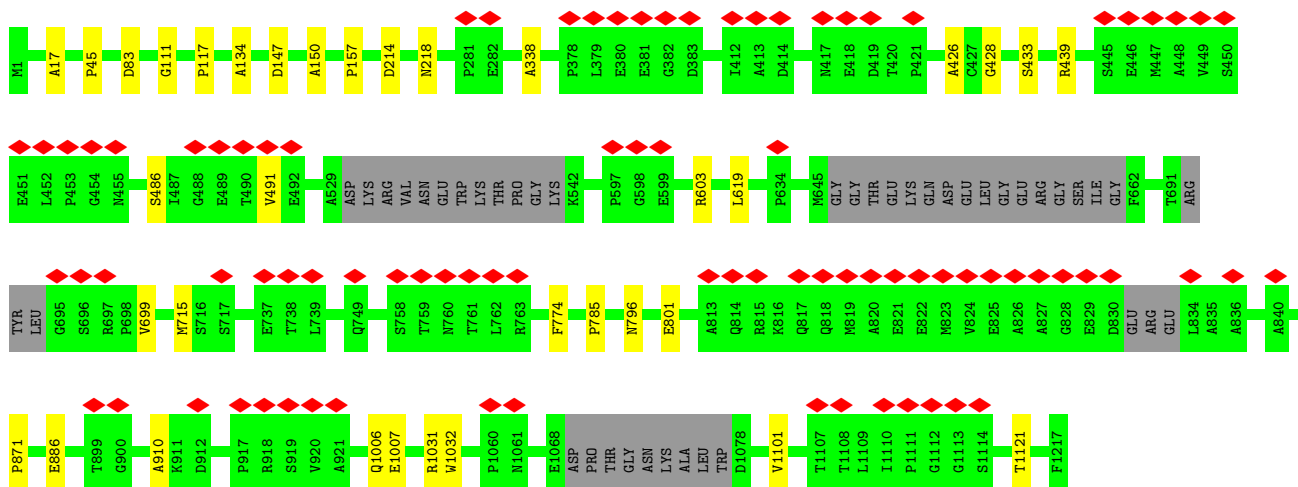 M1 A17 P45 D83 G111 P117 A134 D147 A150 P157 D214 N218 P281 E282 A338 P378 L379 E380 E381 G382 D383 I412 A413 D414 N417 E418 D419 T420 P421 A426 C427 G428 S433 R439 S445 E446 M447 A448 V449 S450
E451 L452 P453 G454 N455 S486 I487 G488 E489 T490 V491 E492 A529 ASP LYS ARG VAL ASN GLU TRP LYS THR PRO GLY LYS K542 P597 G598 E599 R603 L619 P634 M645 GLY GLY THR GLU LYS GLN ASP GLU LEU GLY GLU ARG GLY SER ILE GLY F662 T691 ARG
TYR LEU G695 S696 R697 P698 V699 M715 S716 S717 E737 T738 L739 Q749 S758 T759 N760 T761 L762 R763 F774 P785 N796 E801 A813 Q814 R815 K816 Q817 Q818 M819 A820 E821 E822 M823 V824 E825 A826 A827 G828 E829 D830 GLU ARG GLU L834 A835 A836 A840
P871 E886 T899 G900 A910 K911 D912 P917 R918 S919 V920 A921 Q1006 E1007 R1031 W1032 P1060 N1061 E1068 ASP PRO THR GLY ASN LYS ALA LEU TRP D1078 V1101 T1107 T1108 L1109 I1110 P1111 G1112 G1113 S1114 T1121 F1217